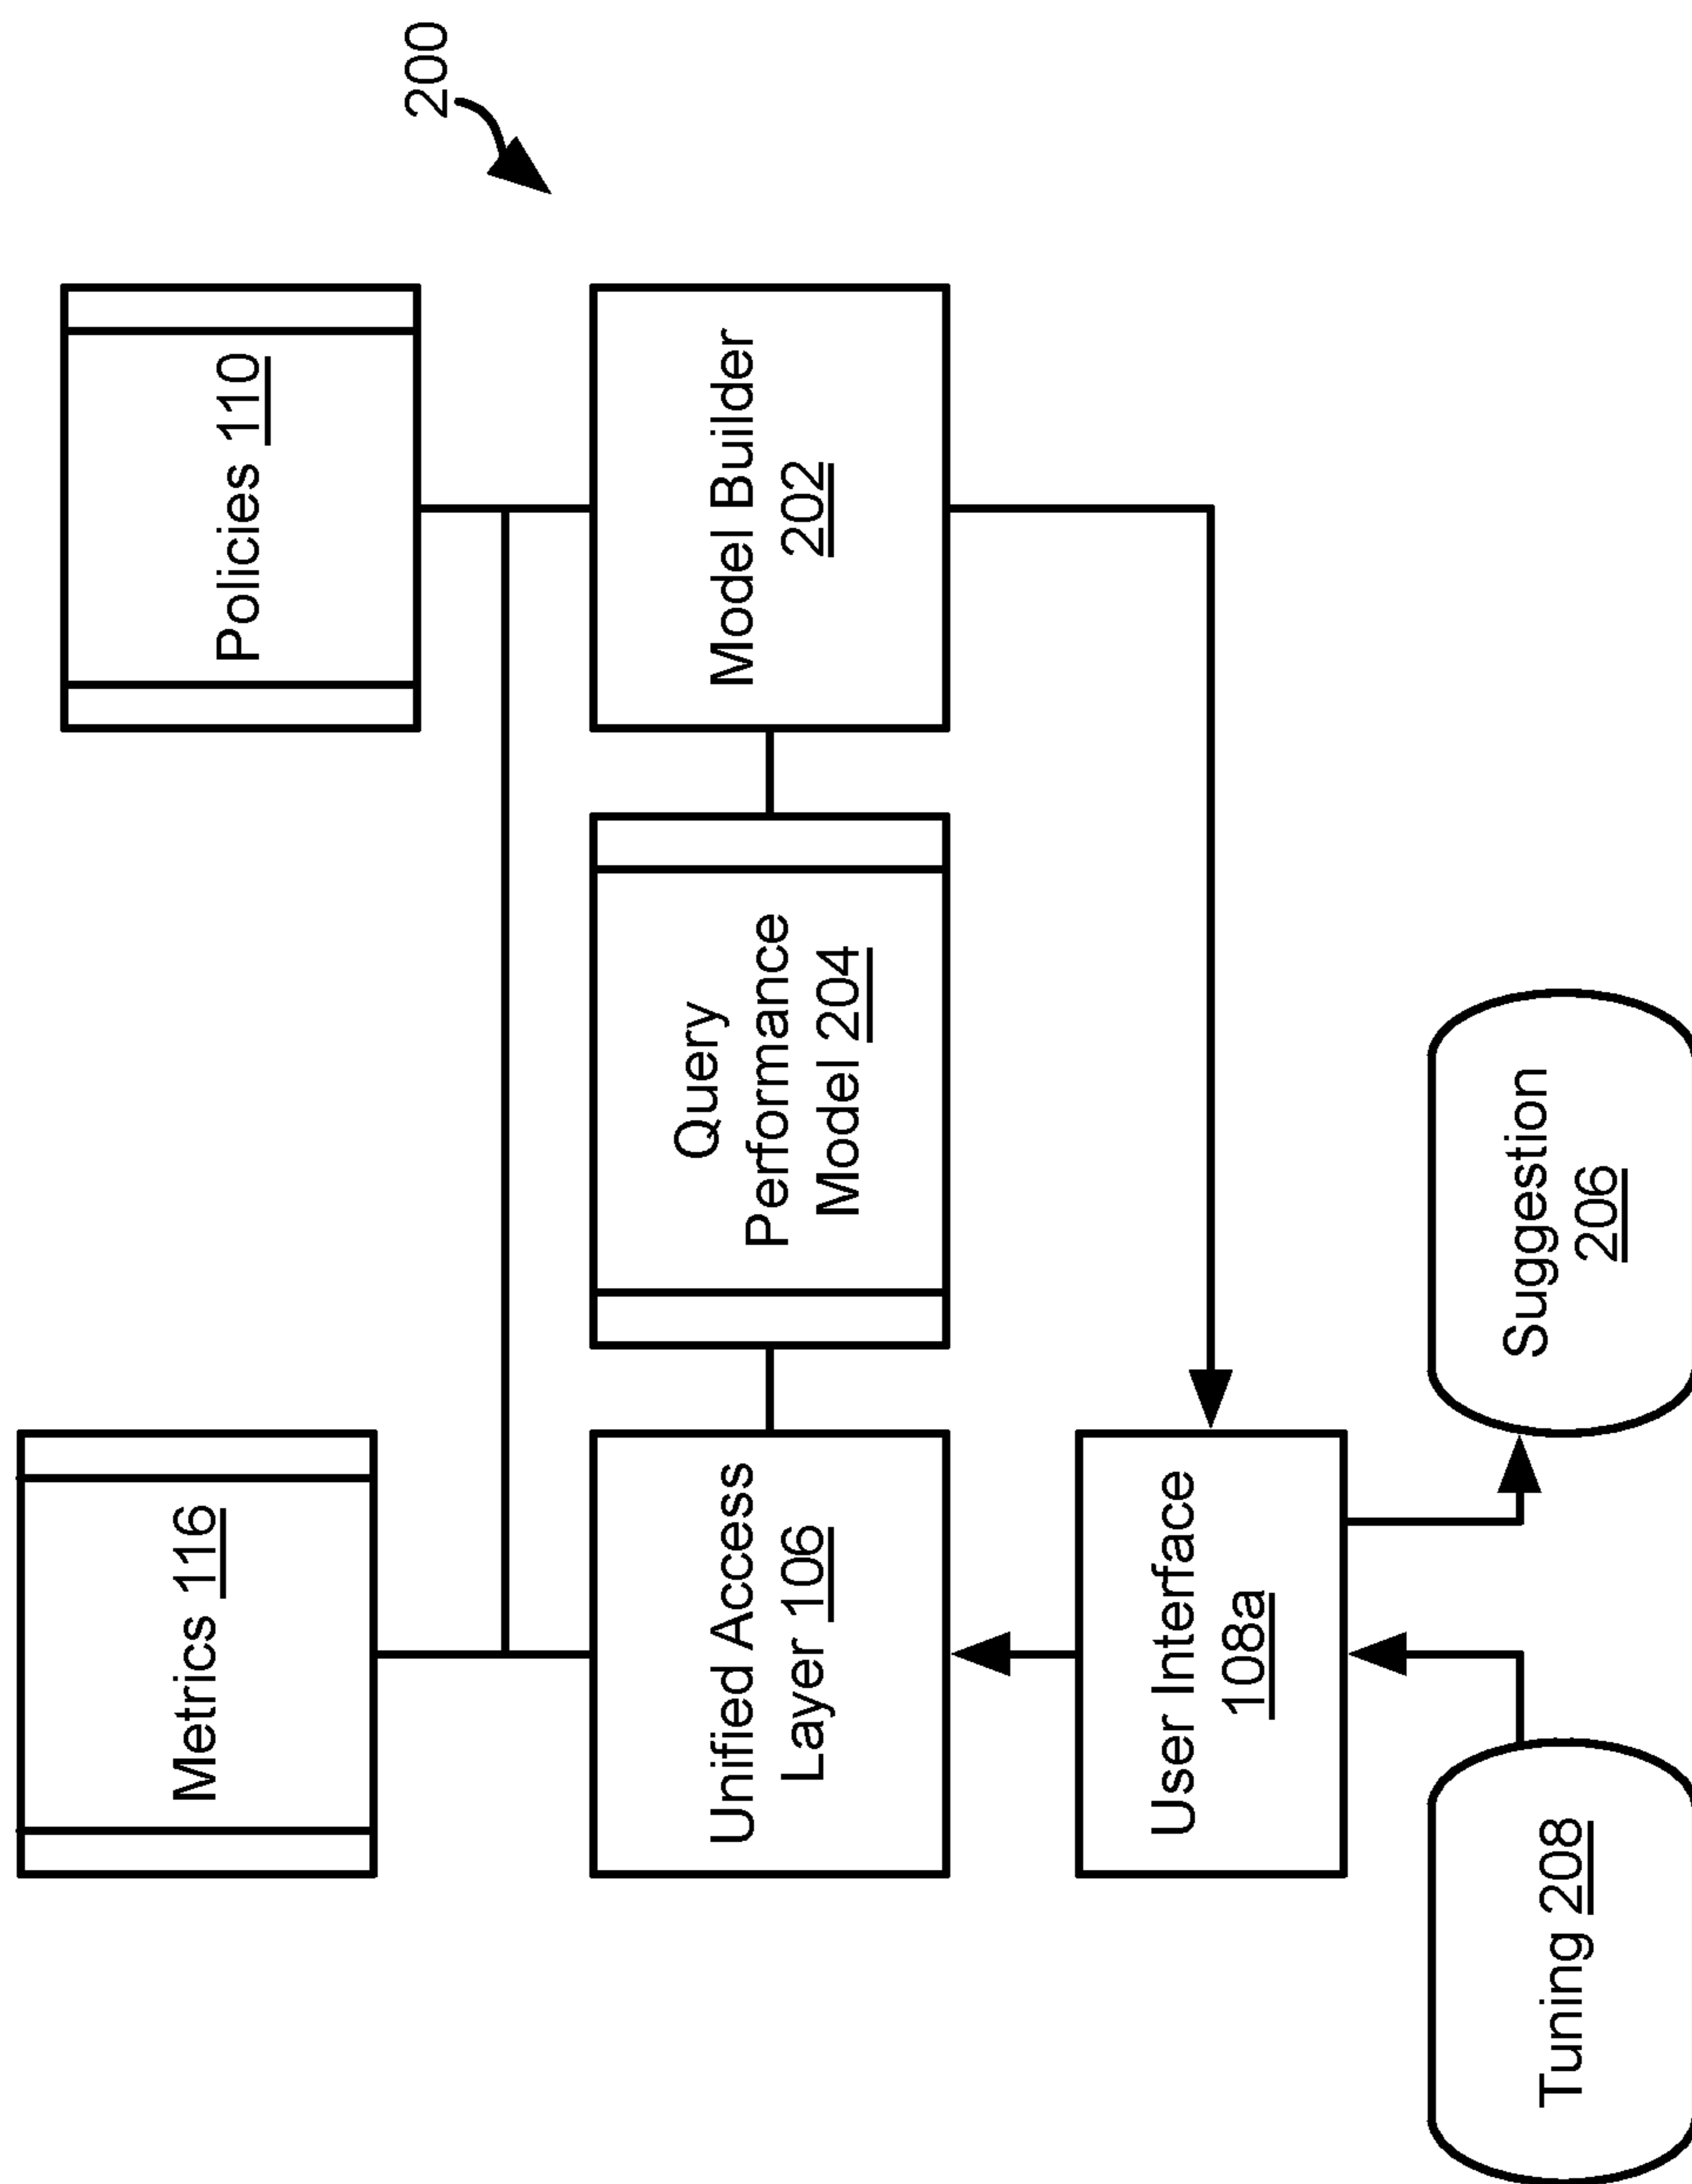 200
Policies 110
Model Builder
202
Query
Performance
Model 204
Metrics 116
Unified Access
Layer 106
User Interface
108a
Suggestion
206
Tuning 208